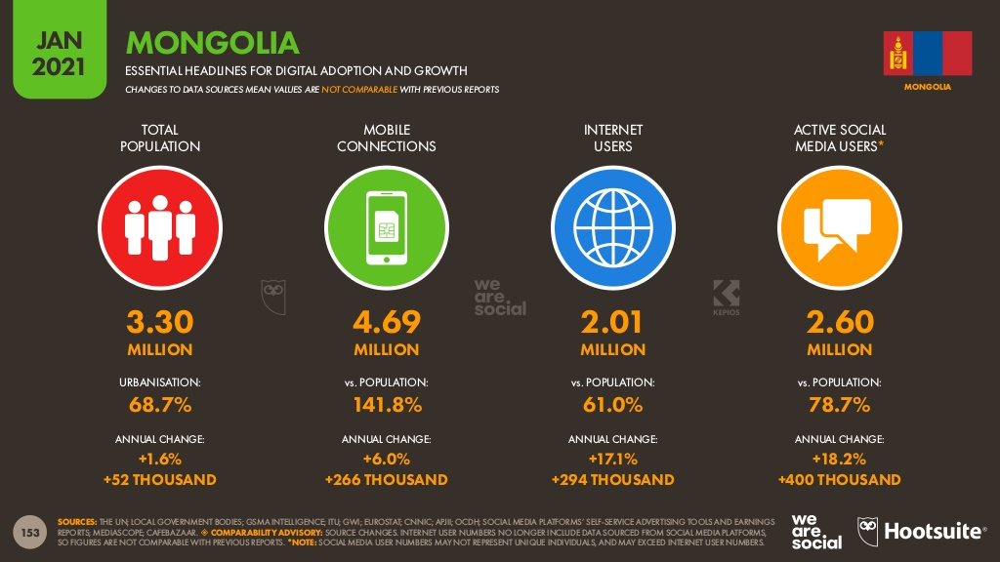 JAN
2021
MONGOLIA
ESSENTIAL HEADLINES FOR DIGITAL ADOPTION AND GROWTH
CHANGES TO DATA SOURCES MEAN VALUES ARE NOT COMPARABLE WITH PREVIOUS REPORTS
MONGOLIA
TOTAL
POPULATION
MOBILE
CONNECTIONS
INTERNET
USERS
ACTIVE SOCIAL
MEDIA USERS*
we
are
social
KEPIOS
3.30
MILLION
4.69
MILLION
2.01
MILLION
2.60
MILLION
URBANISATION:
68.7%
vs. POPULATION:
141.8%
vs. POPULATION:
61.0%
vs. POPULATION:
78.7%
ANNUAL CHANGE:
+1.6%
+52 THOUSAND
ANNUAL CHANGE:
+6.0%
+266 THOUSAND
ANNUAL CHANGE:
+17.1%
+294 THOUSAND
ANNUAL CHANGE:
+18.2%
+400 THOUSAND
153
SOURCES: THE UN; LOCAL GOVERNMENT BODIES; GSMA INTELLIGENCE; ITU; GWI; EUROSTAT; CNNIC; APJII; OCDH; SOCIAL MEDIA PLATFORMS' SELF-SERVICE ADVERTISING TOOLS AND EARNINGS
REPORTS; MEDIASCOPE; CAFEBAZAAR. ◈ COMPARABILITY ADVISORY: SOURCE CHANGES. INTERNET USER NUMBERS NO LONGER INCLUDE DATA SOURCED FROM SOCIAL MEDIA PLATFORMS,
SO FIGURES ARE NOT COMPARABLE WITH PREVIOUS REPORTS. *NOTE: SOCIAL MEDIA USER NUMBERS MAY NOT REPRESENT UNIQUE INDIVIDUALS, AND MAY EXCEED INTERNET USER NUMBERS.
we
are
social
Hootsuite®